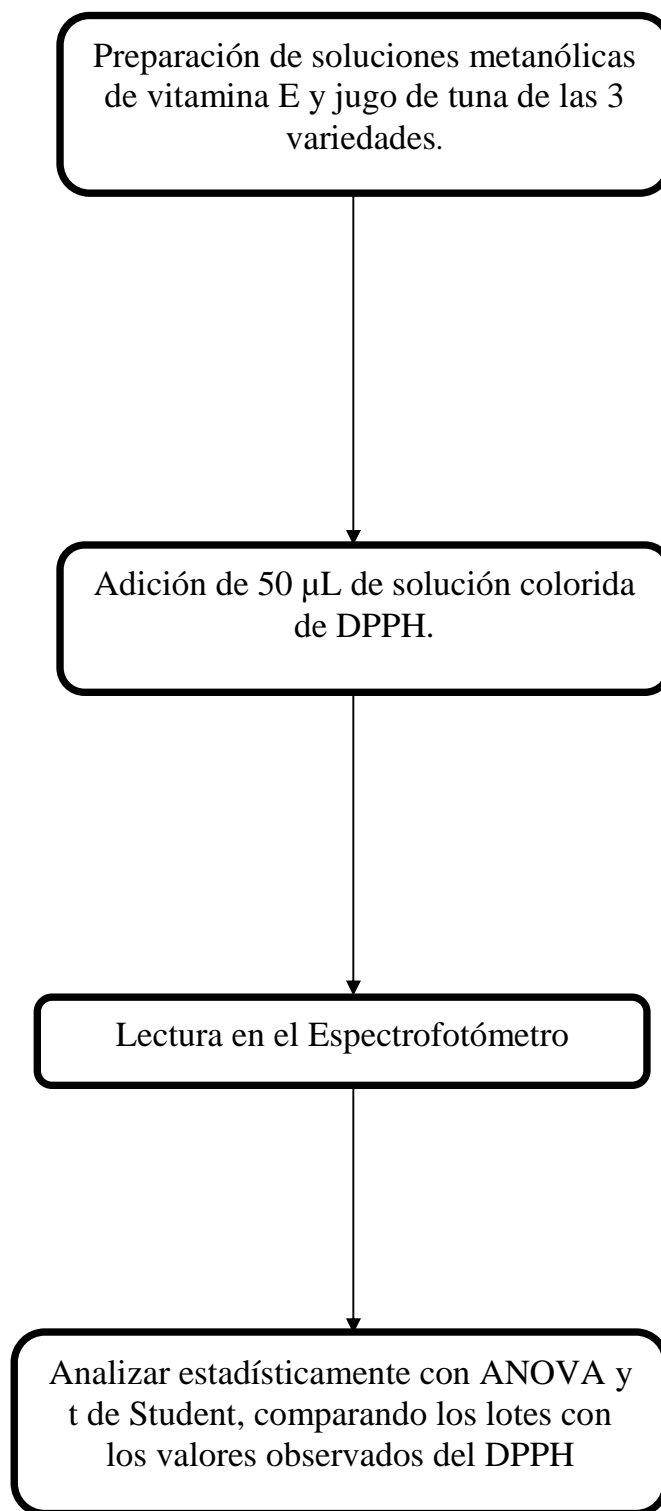 Preparación de soluciones metanólicas
de vitamina E y jugo de tuna de las 3
variedades.
Adición de 50 µL de solución colorida
de DPPH.
Lectura en el Espectrofotómetro
Analizar estadísticamente con ANOVA y
t de Student, comparando los lotes con
los valores observados del DPPH